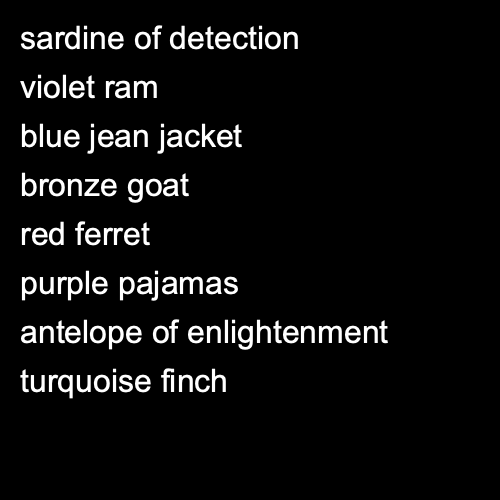 sardine of detection
violet ram
blue jean jacket
bronze goat
red ferret
purple pajamas
antelope of enlightenment
turquoise finch